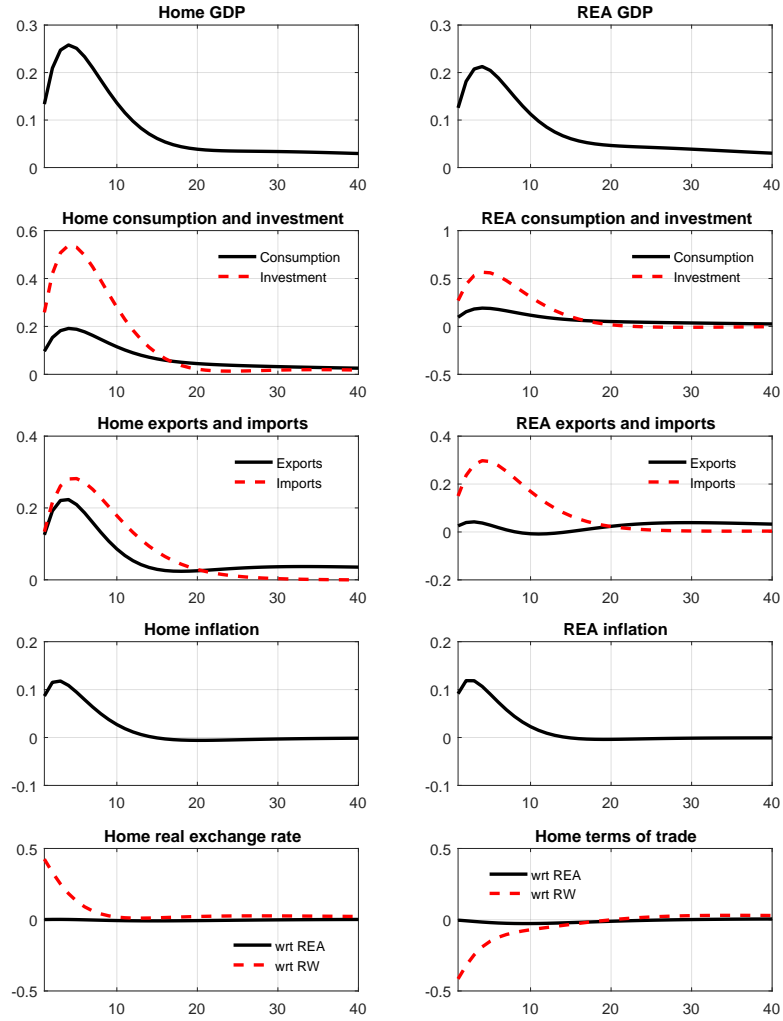 Home GDP
0.3
0.2
0.1
0
10 20 30 40
REA GDP
0.3
0.2
0.1
0
10 20 30 40
Home consumption and investment
0.6
0.4
0.2
0
Consumption
Investment
10 20 30 40
REA consumption and investment
1
0.5
0
-0.5
Consumption
Investment
10 20 30 40
Home exports and imports
0.4
0.2
0
Exports
Imports
10 20 30 40
REA exports and imports
0.4
0.2
0
-0.2
Exports
Imports
10 20 30 40
Home inflation
0.2
0.1
0
-0.1
10 20 30 40
REA inflation
0.2
0.1
0
-0.1
10 20 30 40
Home real exchange rate
0.5
0
-0.5
wrt REA
wrt RW
10 20 30 40
Home terms of trade
0.5
0
-0.5
wrt REA
wrt RW
10 20 30 40